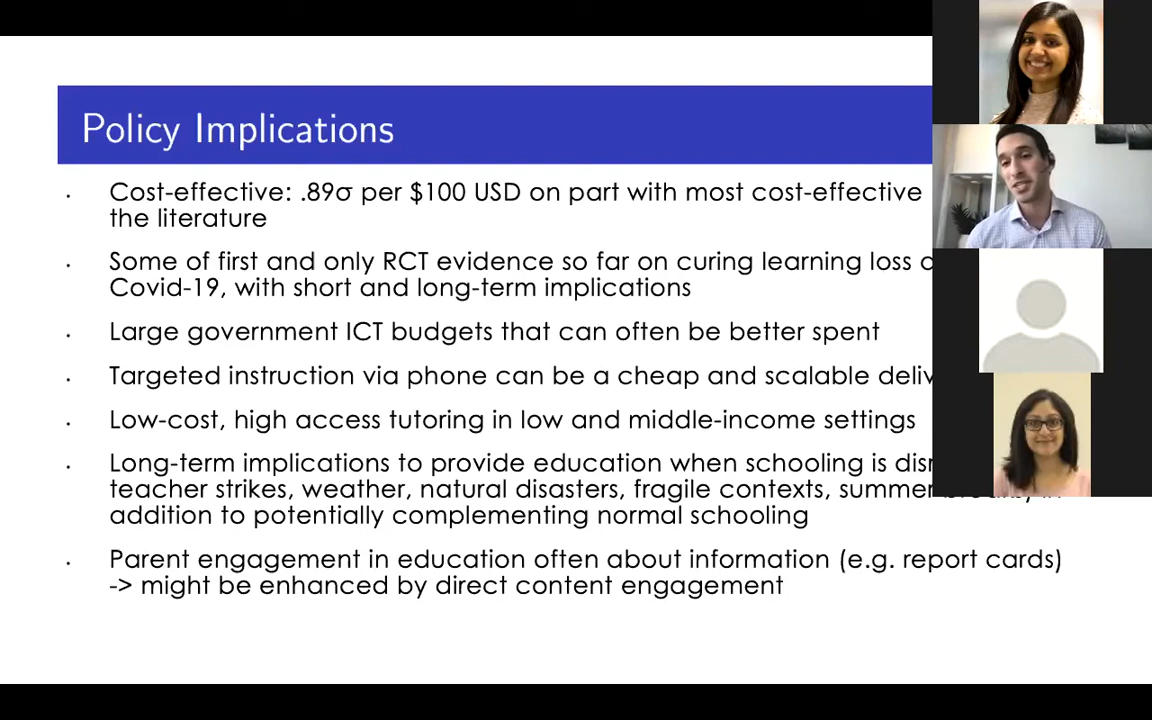 Policy Implications
· Cost-effective: .89σ per $100 USD on part with most cost-effective
the literature
· Some of first and only RCT evidence so far on curing learning loss
Covid-19, with short and long-term implications
· Large government ICT budgets that can often be better spent
· Targeted instruction via phone can be a cheap and scalable
· Low-cost, high access tutoring in low and middle-income settings
· Long-term implications to provide education when schooling is
teacher strikes, weather, natural disasters, fragile contexts, summer
addition to potentially complementing normal schooling
· Parent engagement in education often about information (e.g. report cards)
-> might be enhanced by direct content engagement